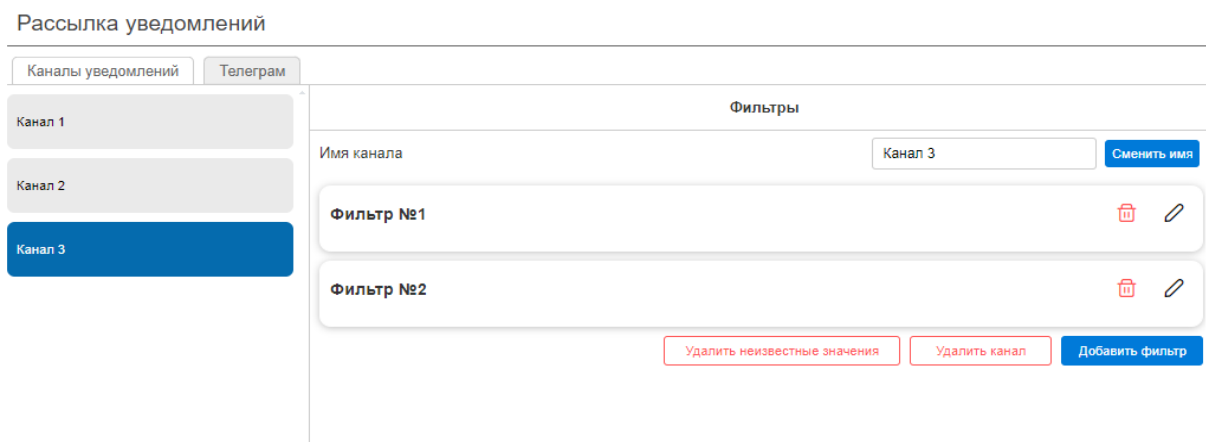 Рассылка уведомлений
Каналы уведомлений
Телеграм
Канал 1
Канал 2
Канал 3
Фильтры
Имя канала
Канал 3
Сменить имя
Фильтр №1
Фильтр №2
Удалить неизвестные значения
Удалить канал
Добавить фильтр